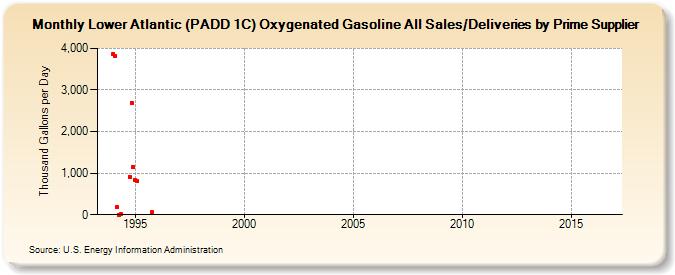 Monthly Lower Atlantic (PADD 1C) Oxygenated Gasoline All Sales/Deliveries by Prime Supplier
Thousand Gallons per Day
4,000
3,000
2,000
1,000
0
1995 2000 2005 2010 2015
Source: U.S. Energy Information Administration